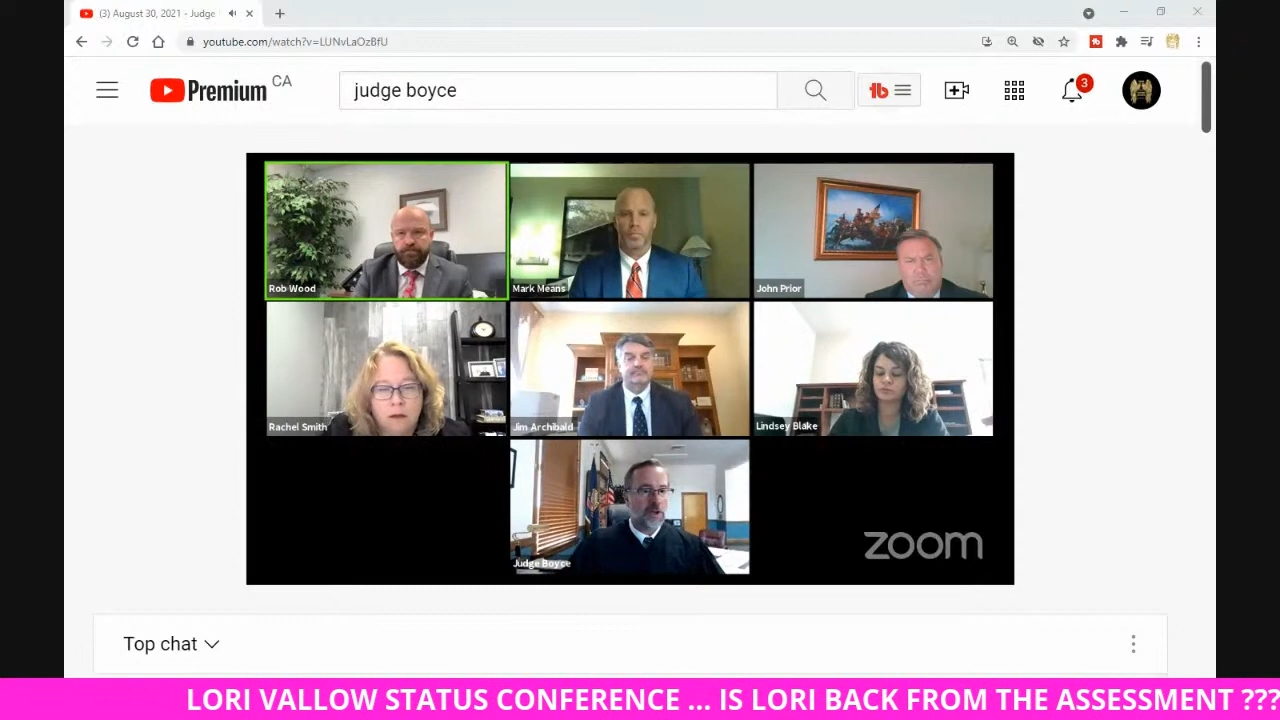 (3) August 30, 2021 - Judge
youtube.com/watch?v=LUNvLaOzBfU
Premium CA
judge boyce
3
Rob Wood
Mark Means
John Prior
Rachel Smith
Jim Archibald
Lindsey Blake
Judge Boyce
zoom
Top chat
LORI VALLOW STATUS CONFERENCE ... IS LORI BACK FROM THE ASSESSMENT ???